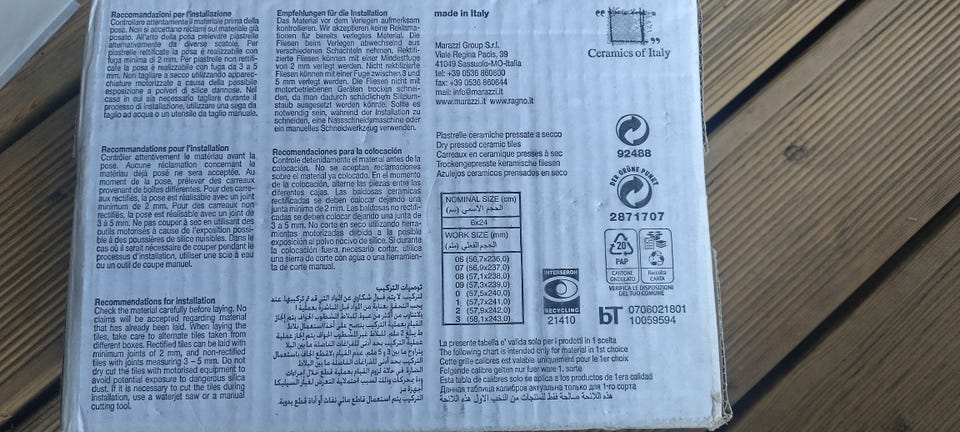 Raccomandazioni per l'installazione
Controllare attentamente il materiale prima della
posa. Non si accettano reclami sul materiale già
posato. All'atto della posa prelevare piastrelle
alternativamente da diverse scatole. Per
piastrelle rettificate la posa è realizzabile con
fuga minima di 2 mm. Per piastrelle non rettifi-
cate la posa è realizzabile con fuga da 3 a 5
mm. Non tagliare a secco utilizzando apparec-
chiature motorizzate a causa della possibile
esposizione a polveri di silice dannose. Nel
caso in cui sia necessario tagliare durante il
processo di installazione, utilizzare una sega da
taglio ad acqua o un utensile da taglio manuale.
Recommandations pour l'installation
Contrôler attentivement le matériau avant la
pose. Aucune réclamation concernant le
matériau déjà posé ne sera acceptée. Au
moment de la pose, prélever des carreaux
provenant de boîtes différentes. Pour des carre-
aux rectifiés, la pose est réalisable avec un joint
minimum de 2 mm. Pour des carreaux non
rectifiés, la pose est réalisable avec un joint de
3 à 5 mm. Ne pas couper à sec en utilisant des
outils motorisés à cause de l'exposition possi-
ble à des poussières de silice nuisibles. Dans le
cas où il serait nécessaire de couper pendant le
processus d'installation, utiliser une scie à eau
ou un outil de coupe manuel.
Recommendations for installation
Check the material carefully before laying. No
claims will be accepted regarding material
that has already been laid. When laying the
tiles, take care to alternate tiles taken from
different boxes. Rectified tiles can be laid with
minimum joints of 2 mm, and non-rectified
tiles with joints measuring 3 – 5 mm. Do not
dry cut the tiles with motorised equipment to
avoid potential exposure to dangerous silica
dust. If it is necessary to cut the tiles during
installation, use a waterjet saw or a manual
cutting tool.
Empfehlungen für die Installation
Das Material vor dem Verlegen aufmerksam
kontrollieren. Wir akzeptieren keine Reklama-
tionen für bereits verlegtes Material. Die
Fliesen beim Verlegen abwechselnd aus
verschiedenen Schachteln nehmen. Rektifi-
zierte Fliesen können mit einer Mindestfuge
von 2 mm verlegt werden. Nicht rektifizierte
Fliesen können mit einer Fuge zwischen 3 und
5 mm verlegt werden. Die Fliesen nicht mit
motorbetriebenen Geräten trocken schnei-
den, da man dadurch schädlichem Silizium-
staub ausgesetzt werden könnte. Sollte es
notwendig sein, während der Installation zu
schneiden, eine Nassschneidmaschine oder
ein manuelles Schneidwerkzeug verwenden.
Recomendaciones para la colocación
Controle detenidamente el material antes de la
colocación. No se aceptan reclamaciones
sobre el material ya colocado. En el momento
de la colocación, alterne las piezas entre las
diferentes cajas. Las baldosas cerámicas
rectificadas se deben colocar dejando una
junta mínima de 2 mm. Las baldosas no rectifi-
cadas se deben colocar dejando una junta de
3 a 5 mm. No corte en seco utilizando herra-
mientas motorizadas debido a la posible
exposición al polvo nocivo de sílice. Si durante
la colocación fuera necesario cortar, utilice
una sierra de corte con agua o una herramien-
ta de corte manual.
توصيات التركيب
made in Italy
Marazzi Group S.r.l.
Viale Regina Pacis, 39
41049 Sassuolo-MO-Italia
tel: +39 0536 860800
fax: +39 0536 860644
mail: info@marazzi.it
www.marazzi.it www.ragno.it
Piastrelle ceramiche pressate a secco
Dry pressed ceramic tiles
Carreaux en ceramique pressés à sec
Trockengepresste keramische fliesen
Azulejos ceramicos prensados en seco
NOMINAL SIZE (cm)
الحجم الأسمي (سم)
6x24
WORK SIZE (mm)
الحجم الفعلي (ملم)
06 (56,7x236,0)
07 (56,9x237,0)
08 (57,1x238,0)
09 (57,3x239,0)
0 (57,5x240,0)
1 (57,7x241,0)
2 (57,9x242,0)
3 (58,1x243,0)
INTERSEROH
RECYCLING
21410
Ceramics of Italy
92488
DER GRÜNE PUNKT
2871707
20
PAP
CARTONE
ONDULATO
Raccolta
CARTA
VERIFICA LE DISPOSIZIONI
DEL TUO COMUNE
bT 0706021801
10059594
La presente tabella e' valida solo per i prodotti in 1 scelta
The following chart is intended only for material in 1st choice
Cette grille calibres est valable uniquement pour le 1er choix
Folgende calibre gelten nur fuer ware 1. sorte
Esta tabla de calibres solo se aplica a los productos de 1era calidad
Данная таблица калибров актуальна только для 1-го сорта
هذه اللائحة صالحة فقط للمنتجات من النخب الاول هذه اللائحة